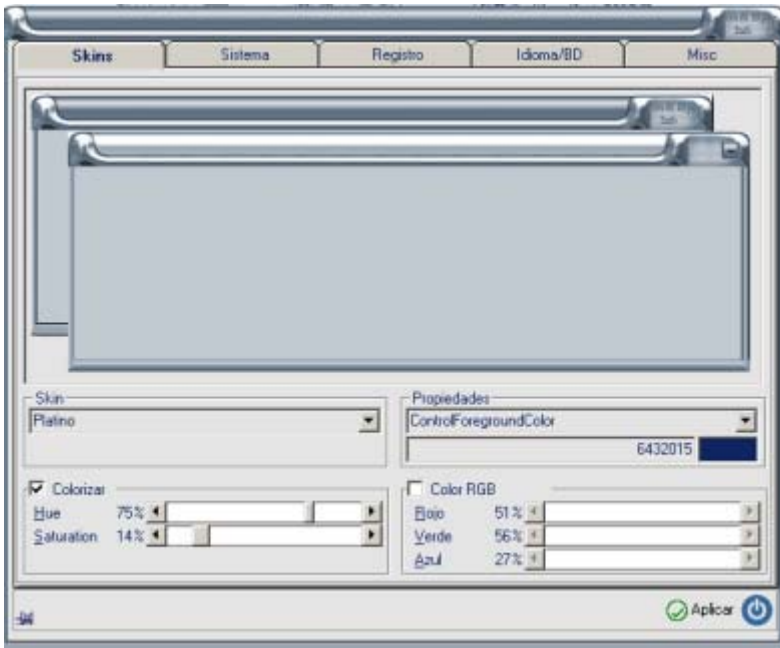 Skins Sistema Registro Idioma/BD Misc
Skin Propiedades
Platino ControlForegroundColor
6432015
Colorizar Color RGB
Hue 75% Rojo 51%
Saturation 14% Verde 56%
Azul 27%
Aplicar